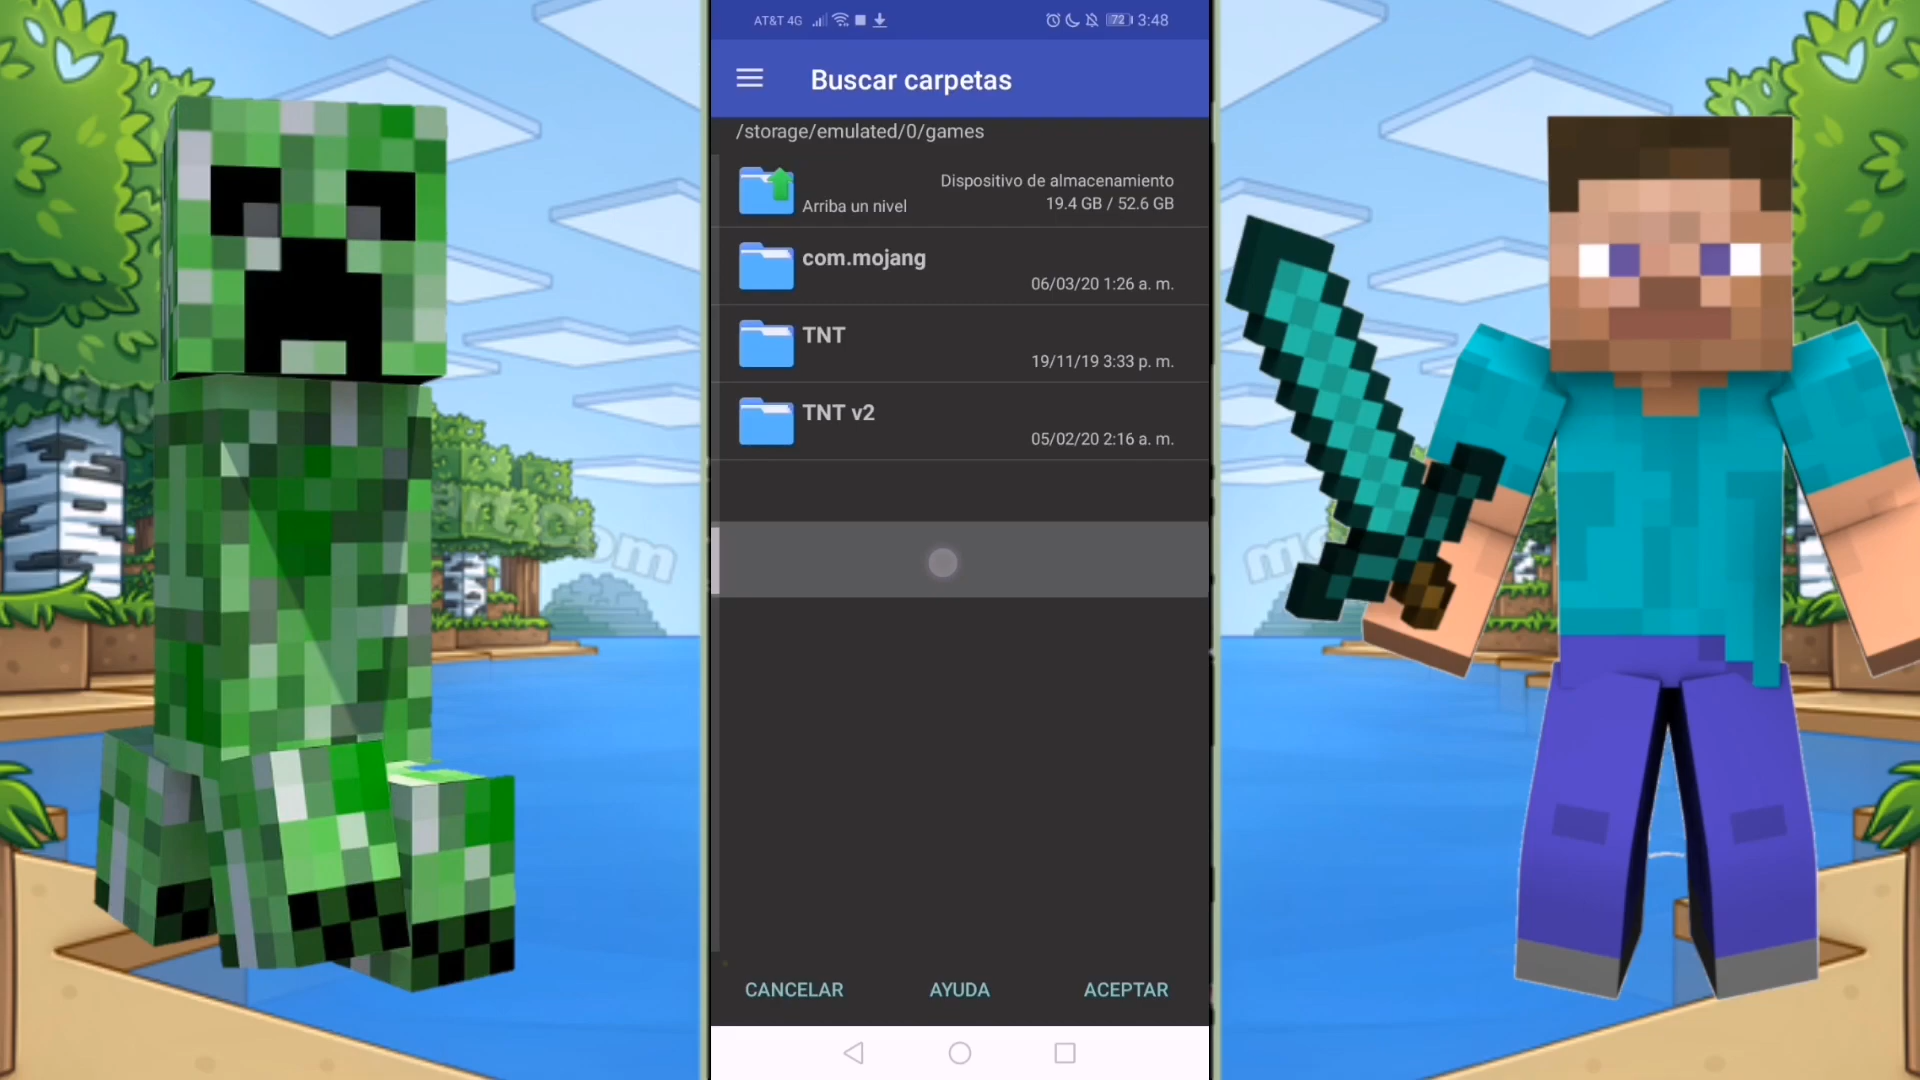 AT&T 4G 72 3:48
Buscar carpetas
/storage/emulated/0/games
Dispositivo de almacenamiento
Arriba un nivel 19.4 GB / 52.6 GB
com.mojang
06/03/20 1:26 a. m.
TNT
19/11/19 3:33 p. m.
TNT v2
05/02/20 2:16 a. m.
CANCELAR AYUDA ACEPTAR